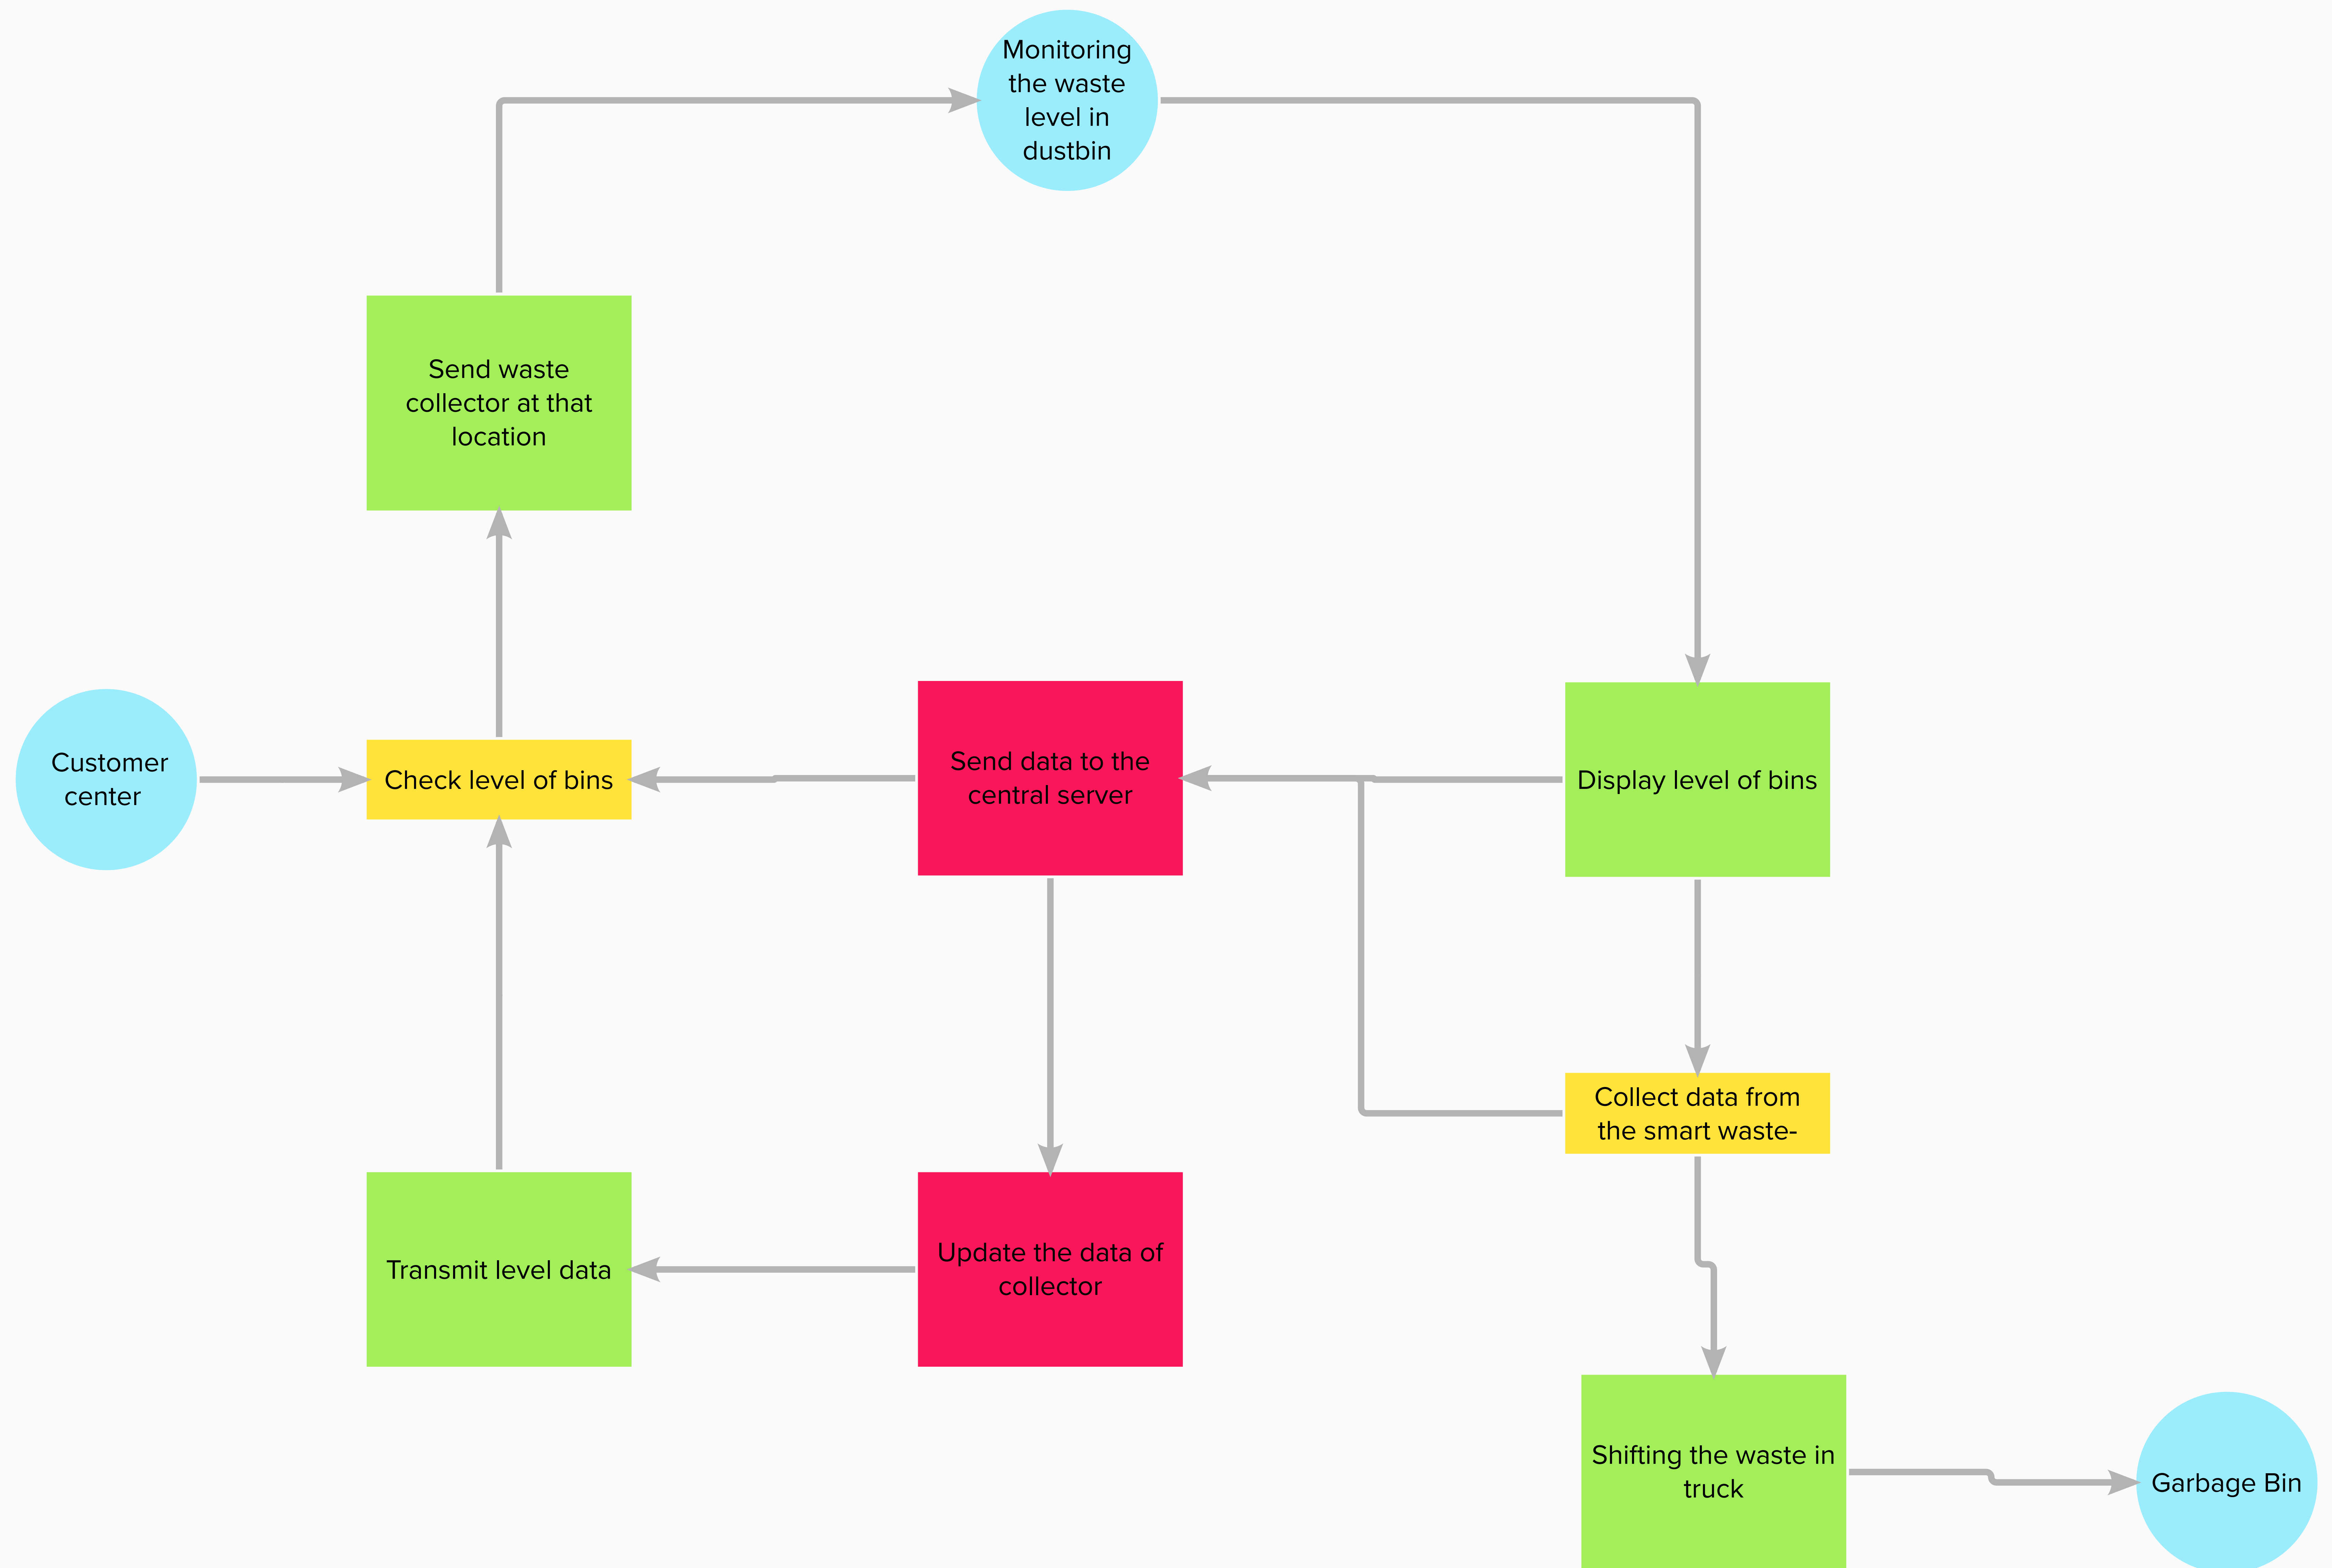 Monitoring
the waste
level in
dustbin
Send waste
collector at that
location
Customer
center
Check level of bins
Send data to the
central server
Display level of bins
Collect data from
the smart waste-
Transmit level data
Update the data of
collector
Shifting the waste in
truck
Garbage Bin